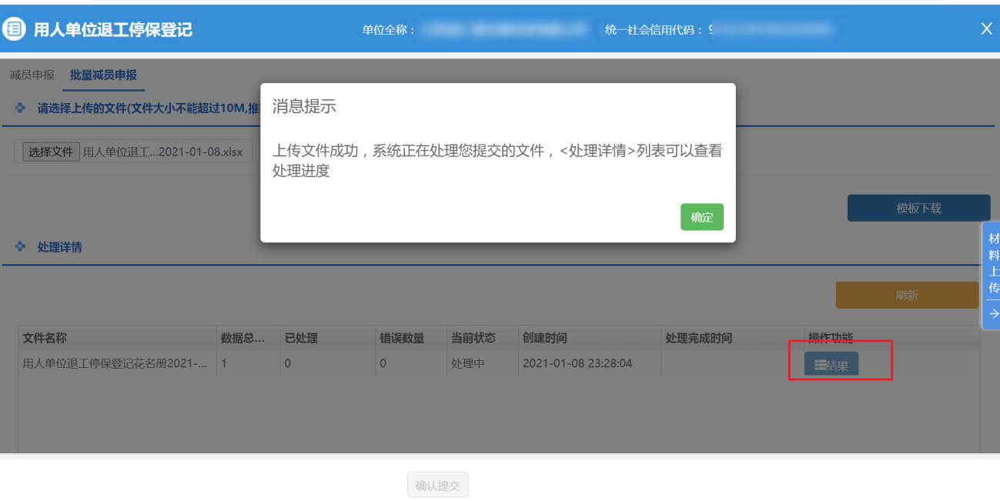 用人单位退工停保登记
单位全称：
统一社会信用代码：9
X
减员申报
批量减员申报
请选择上传的文件(文件大小不能超过10M,推
选择文件 用人单位退工...2021-01-08.xlsx
消息提示
上传文件成功，系统正在处理您提交的文件，<处理详情>列表可以查看
处理进度
确定
模板下载
材料上传
处理详情
刷新
文件名称 数据总... 已处理 错误数量 当前状态 创建时间 处理完成时间 操作功能
用人单位退工停保登记花名册2021-... 1 0 0 处理中 2021-01-08 23:28:04 结果
确认提交